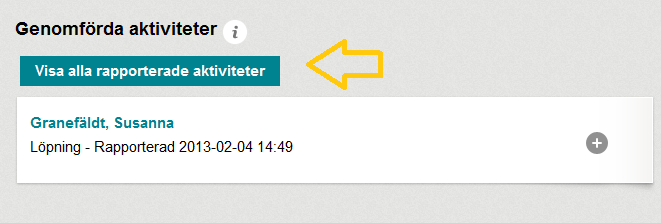 Genomförda aktiviteter i
Visa alla rapporterade aktiviteter
Granefäldt, Susanna
Löpning - Rapporterad 2013-02-04 14:49